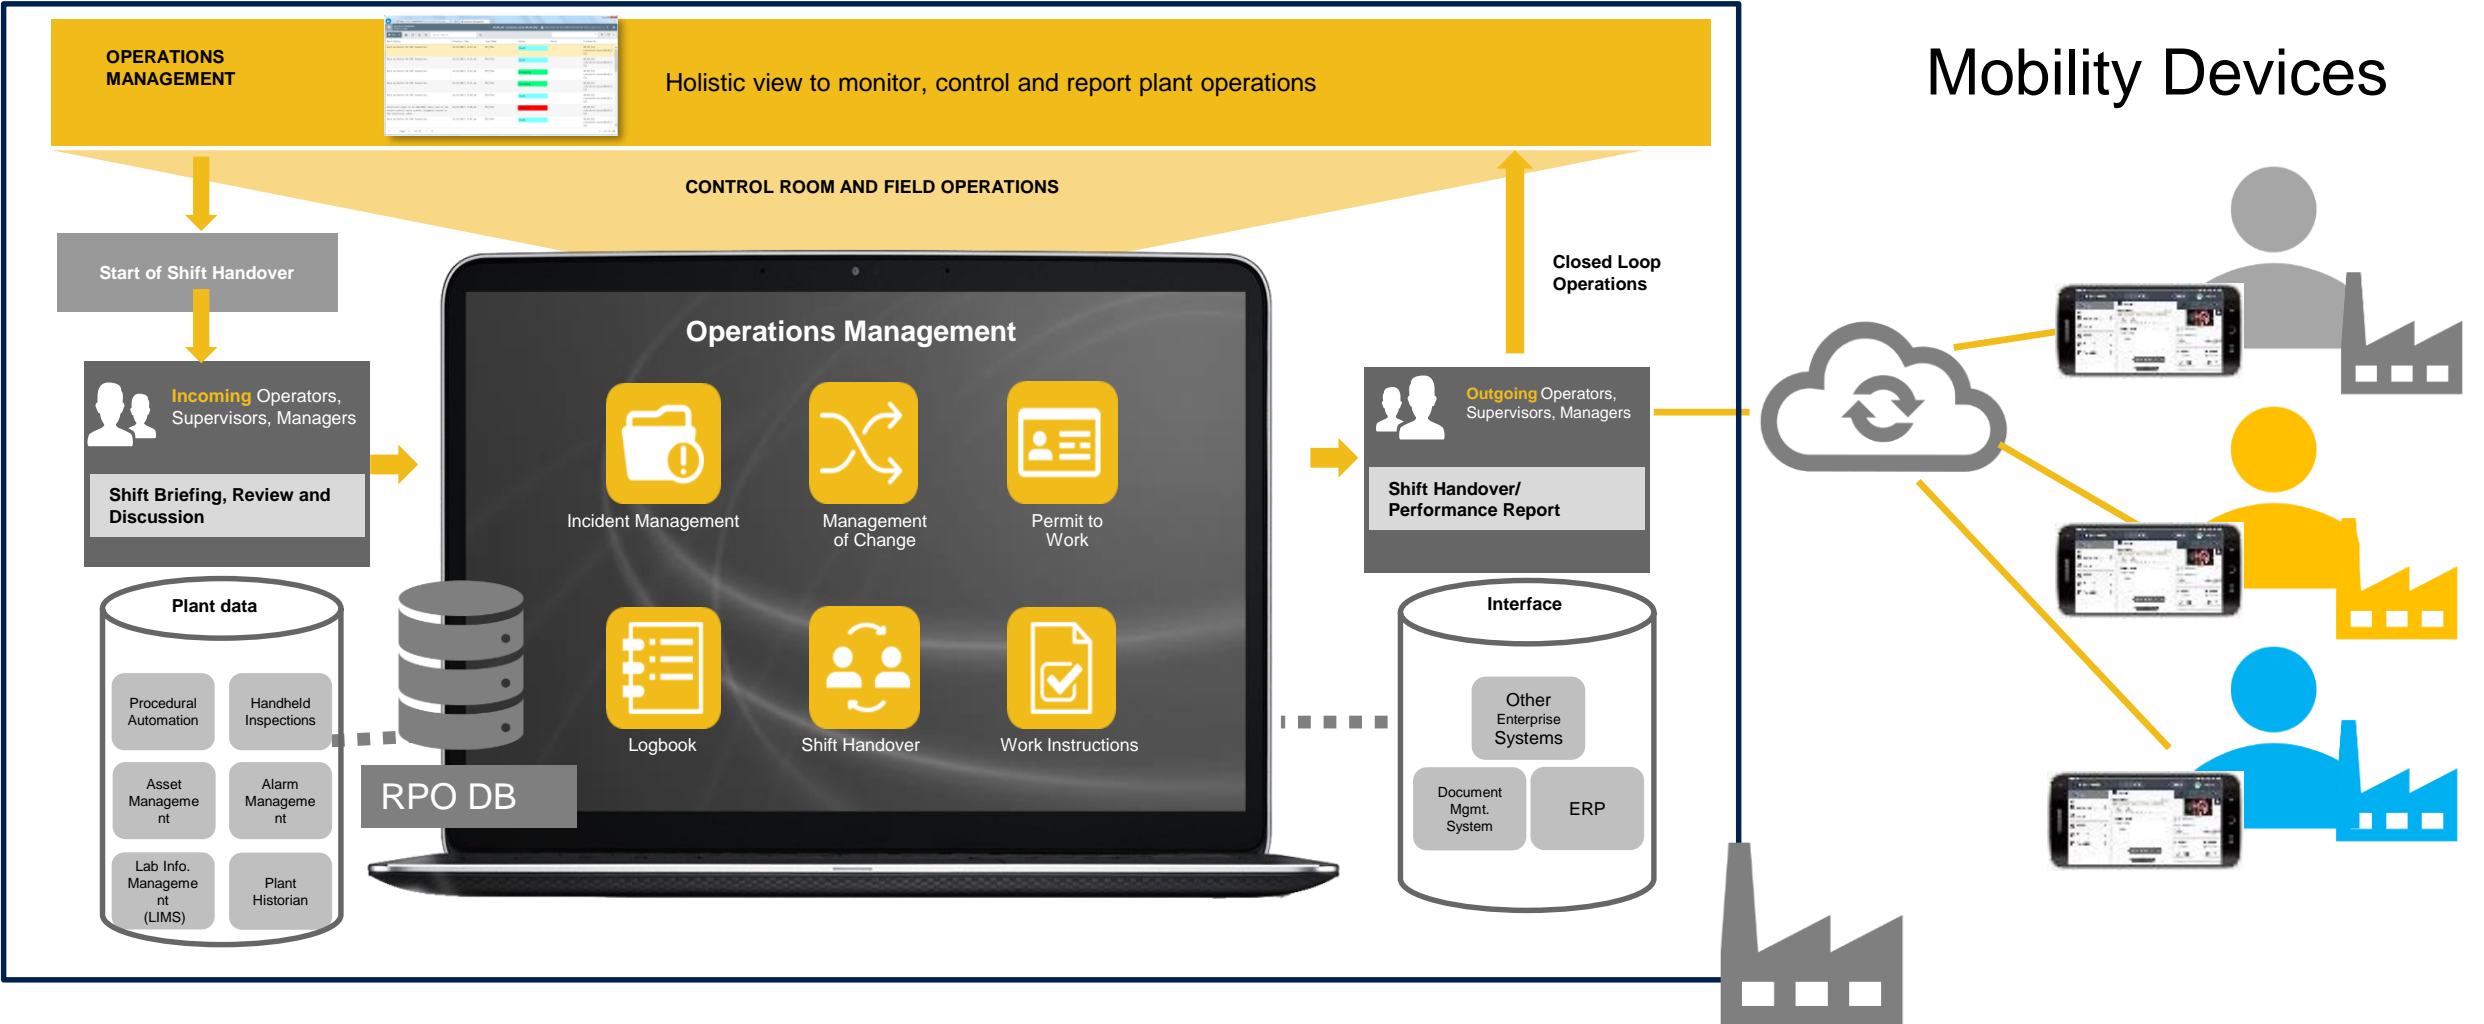 OPERATIONS
MANAGEMENT
Holistic view to monitor, control and report plant operations
Mobility Devices
CONTROL ROOM AND FIELD OPERATIONS
Start of Shift Handover
Closed Loop
Operations
Incoming Operators,
Supervisors, Managers
Shift Briefing, Review and
Discussion
Operations Management
Incident Management
Management
of Change
Permit to
Work
Logbook
Shift Handover
Work Instructions
Outgoing Operators,
Supervisors, Managers
Shift Handover/
Performance Report
Plant data
Procedural
Automation
Handheld
Inspections
Asset
Manageme
nt
Alarm
Manageme
nt
Lab Info.
Manageme
nt
(LIMS)
Plant
Historian
RPO DB
Interface
Other
Enterprise
Systems
Document
Mgmt.
System
ERP